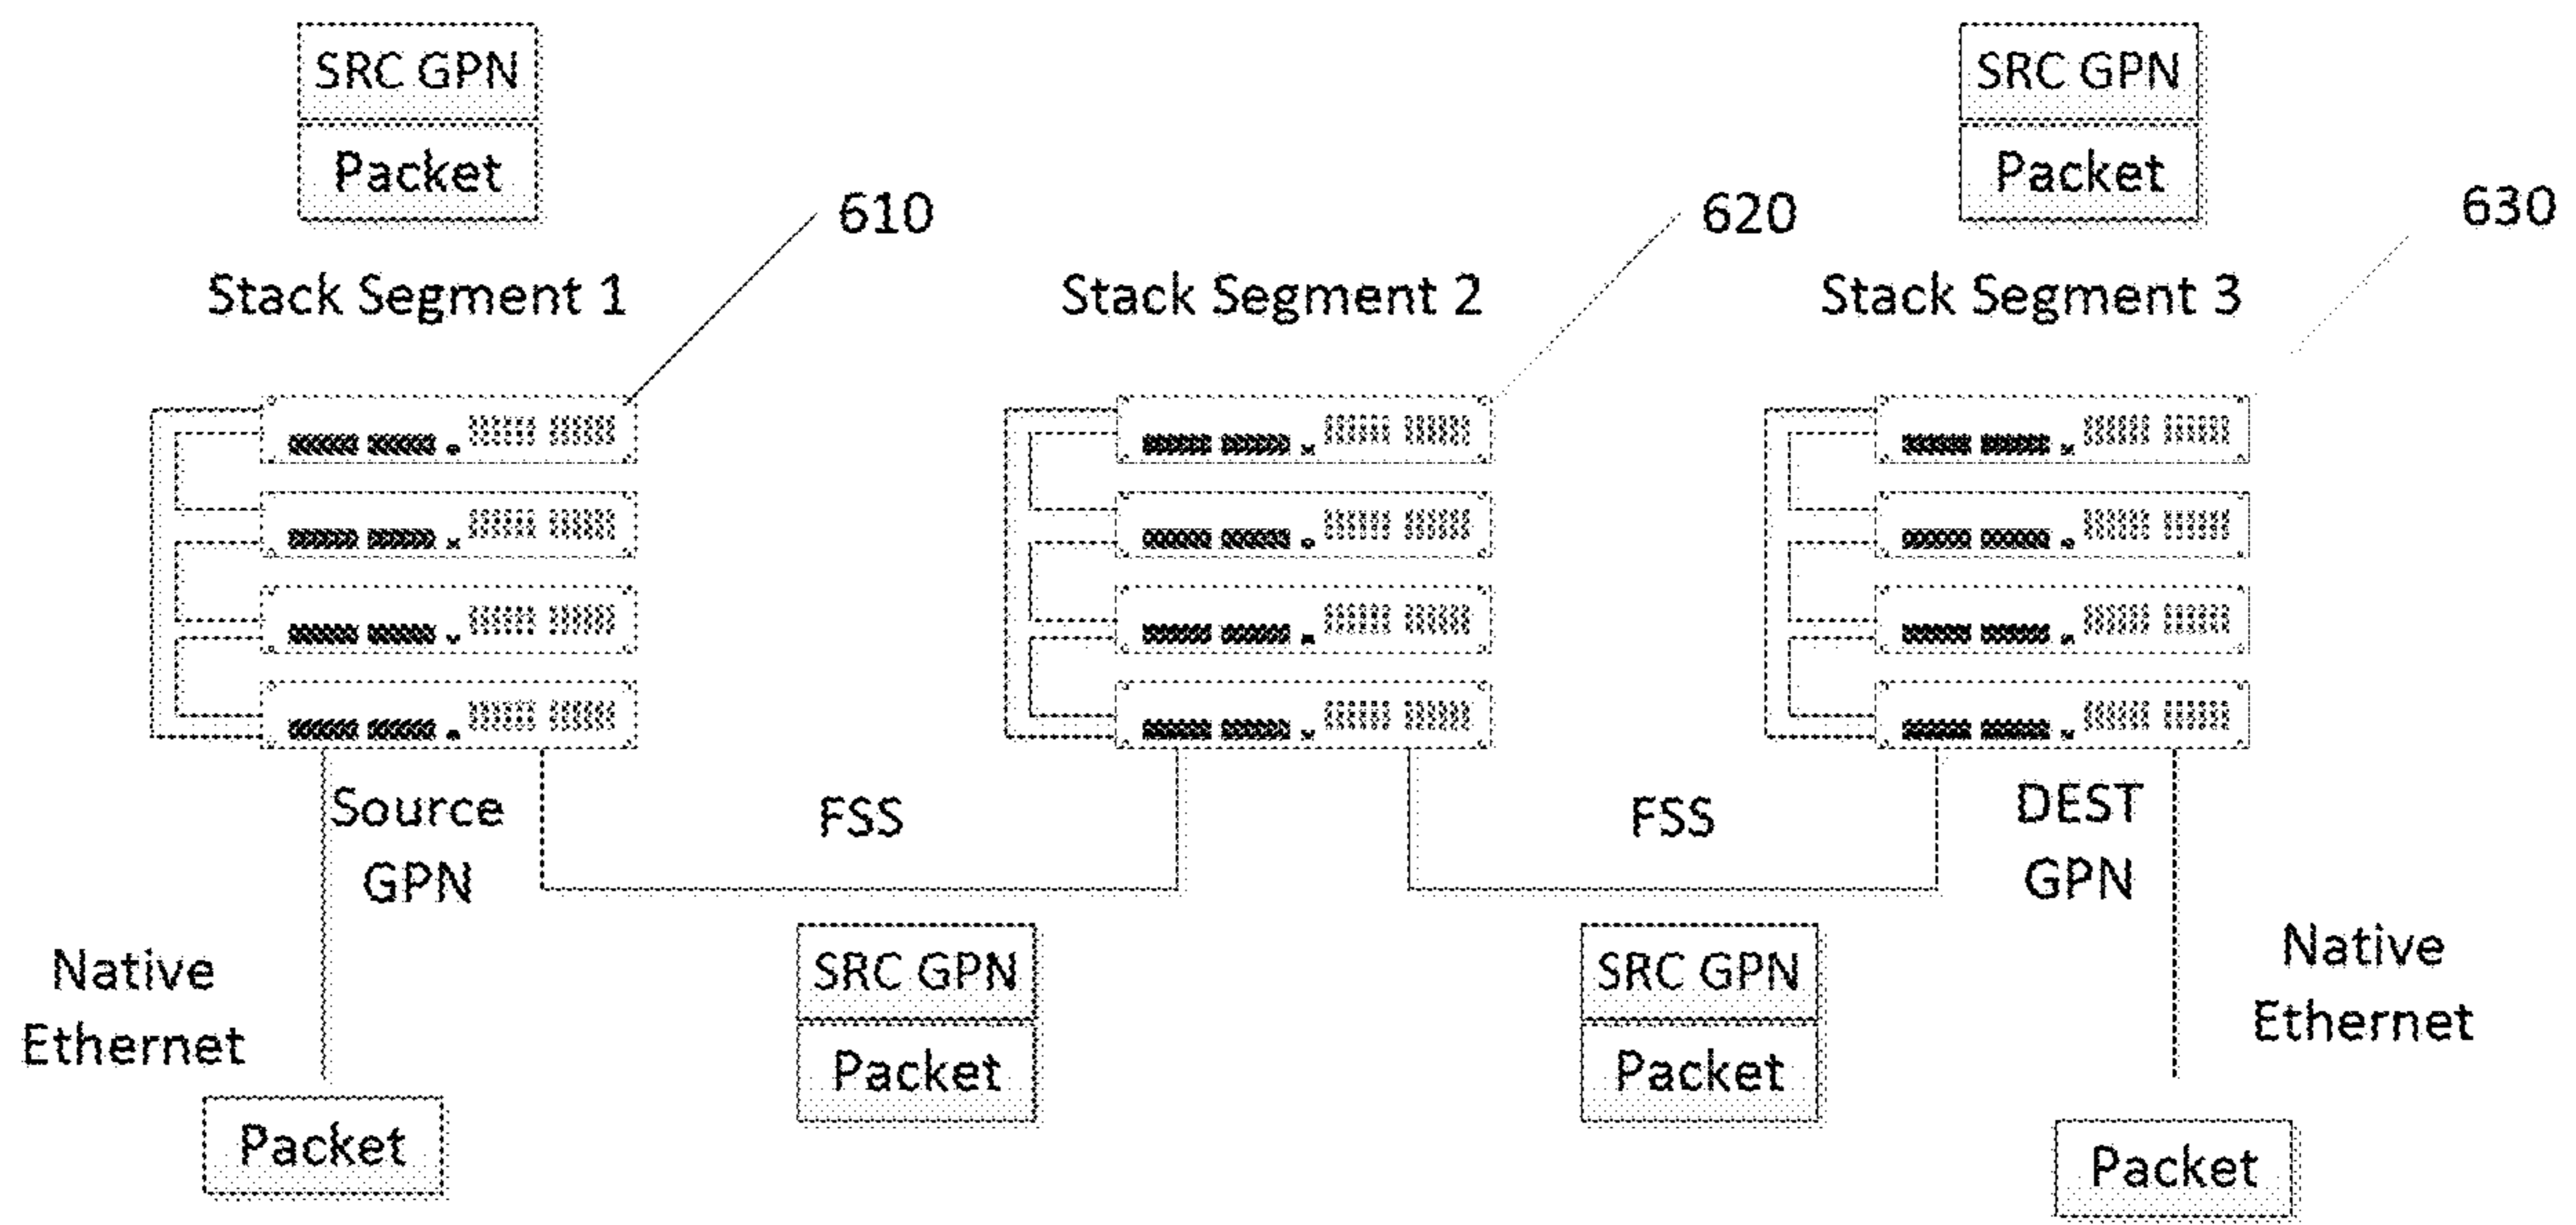 SRC GPN
Packet
SRC GPN
Packet
610
620
630
Stack Segment 1
Stack Segment 2
Stack Segment 3
Source
GPN
FSS
FSS
DEST
GPN
Native
Ethernet
SRC GPN
Packet
SRC GPN
Packet
Native
Ethernet
Packet
Packet